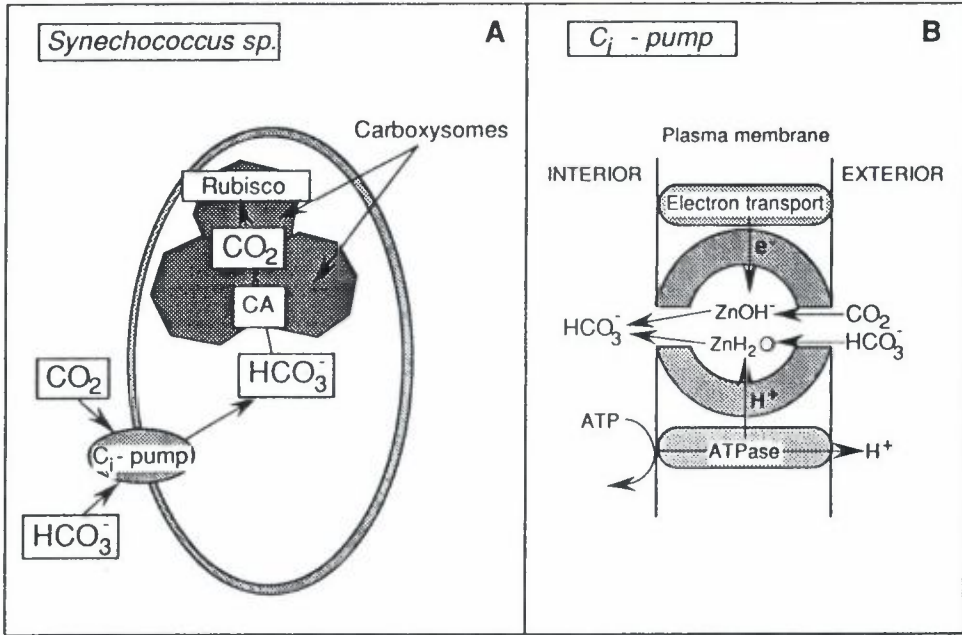 Synechococcus sp.
A
Carboxysomes
Rubisco
CO₂
CA
HCO₃⁻
CO₂
Cᵢ - pump
HCO₃⁻
Cᵢ - pump
B
Plasma membrane
INTERIOR
EXTERIOR
Electron transport
e⁻
ZnOH⁻
CO₂
HCO₃⁻
ZnH₂O
HCO₃⁻
H⁺
ATP
ATPase
H⁺